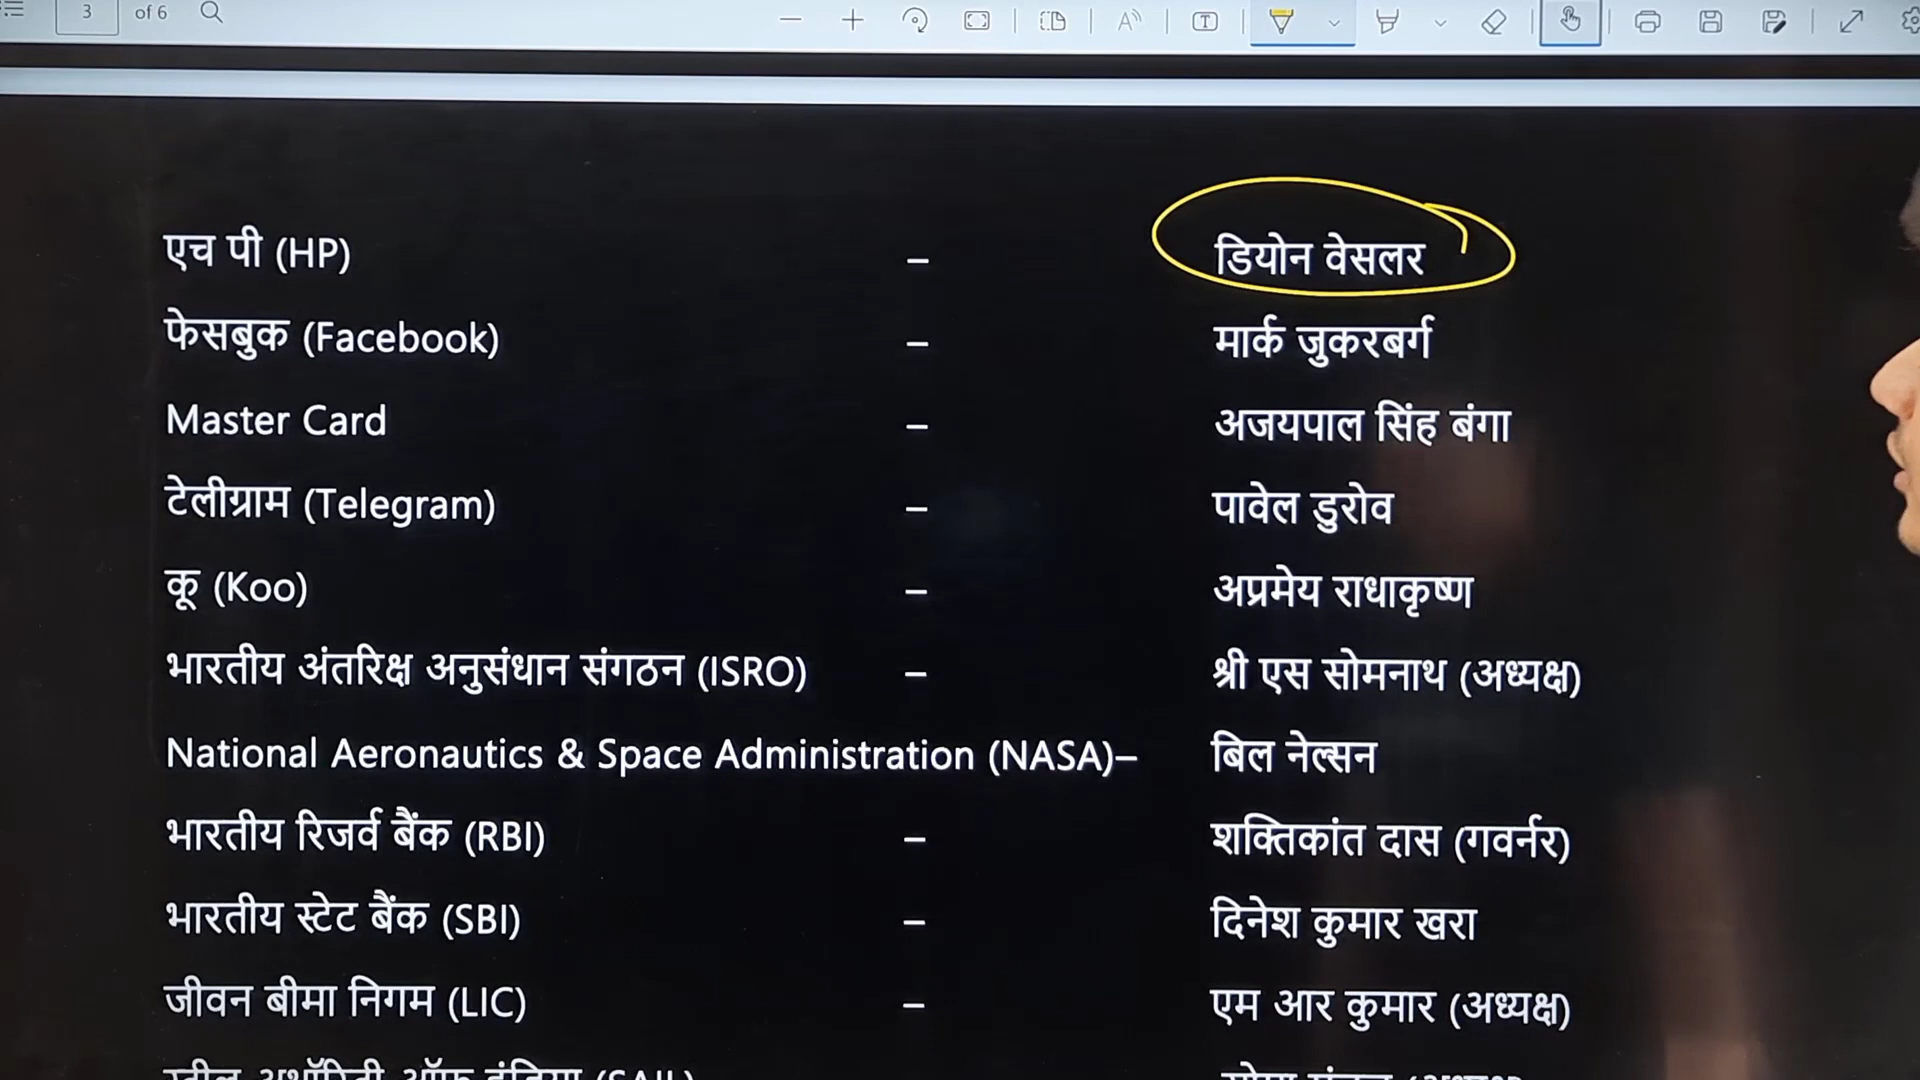 3 of 6
एच पी (HP) – डियोन वेसलर
फेसबुक (Facebook) – मार्क जुकरबर्ग
Master Card – अजयपाल सिंह बंगा
टेलीग्राम (Telegram) – पावेल डुरोव
कू (Koo) – अप्रमेय राधाकृष्ण
भारतीय अंतरिक्ष अनुसंधान संगठन (ISRO) – श्री एस सोमनाथ (अध्यक्ष)
National Aeronautics & Space Administration (NASA)– बिल नेल्सन
भारतीय रिजर्व बैंक (RBI) – शक्तिकांत दास (गवर्नर)
भारतीय स्टेट बैंक (SBI) – दिनेश कुमार खरा
जीवन बीमा निगम (LIC) – एम आर कुमार (अध्यक्ष)